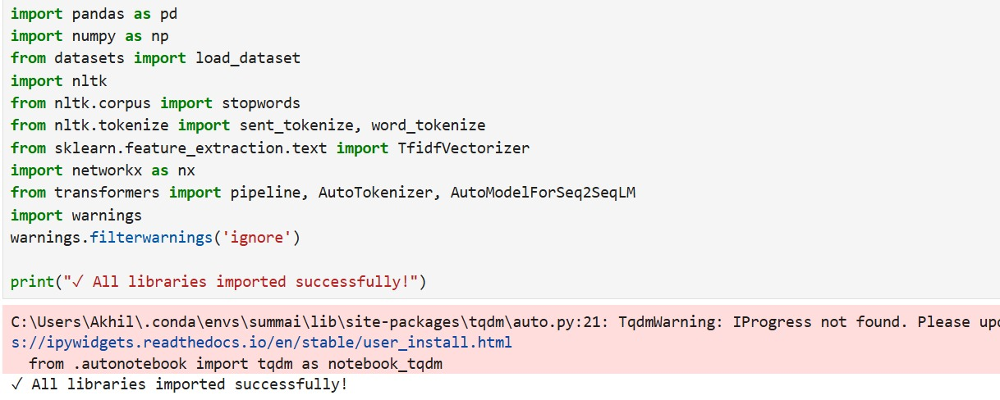 import pandas as pd
import numpy as np
from datasets import load_dataset
import nltk
from nltk.corpus import stopwords
from nltk.tokenize import sent_tokenize, word_tokenize
from sklearn.feature_extraction.text import TfidfVectorizer
import networkx as nx
from transformers import pipeline, AutoTokenizer, AutoModelForSeq2SeqLM
import warnings
warnings.filterwarnings('ignore')
print("✓ All libraries imported successfully!")
C:\Users\Akhil\.conda\envs\summai\lib\site-packages\tqdm\auto.py:21: TqdmWarning: IProgress not found. Please
s://ipywidgets.readthedocs.io/en/stable/user_install.html
  from .autonotebook import tqdm as notebook_tqdm
✓ All libraries imported successfully!